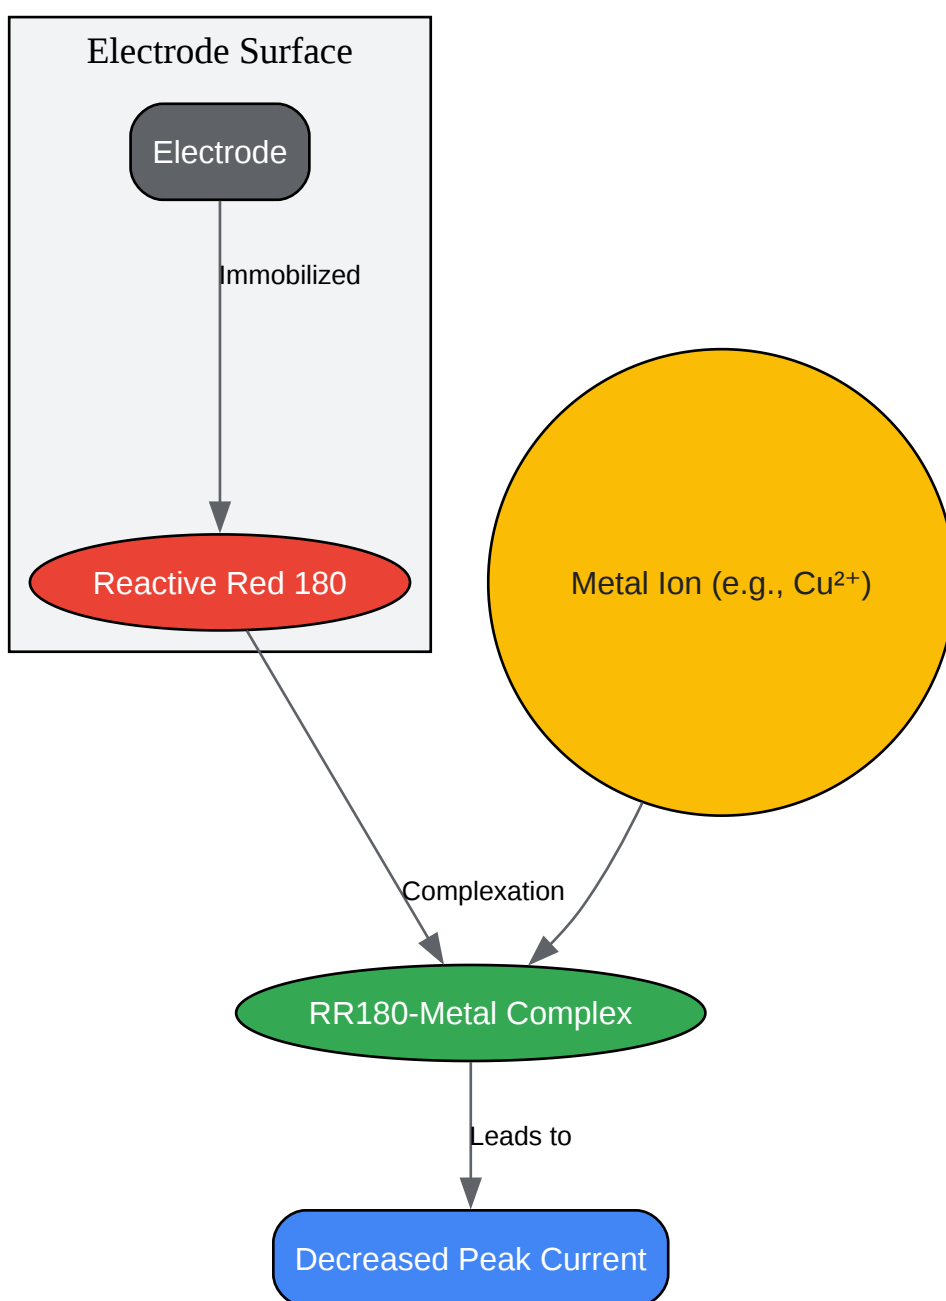 Electrode Surface
Electrode
Immobilized
Reactive Red 180
Metal Ion (e.g., Cu²⁺)
Complexation
RR180-Metal Complex
Leads to
Decreased Peak Current